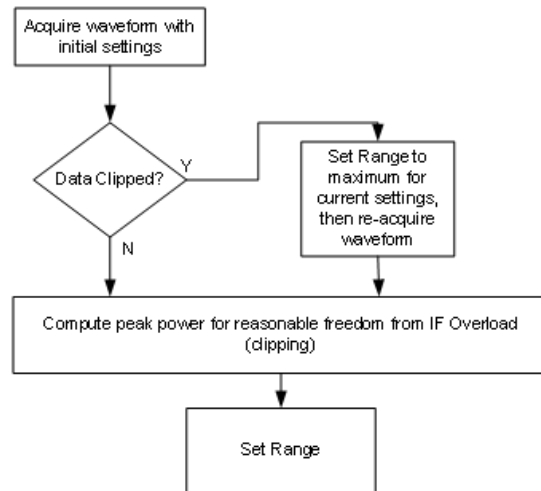 Acquire waveform with
initial settings
Data Clipped?
Y
N
Set Range to
maximum for
current settings,
then re-acquire
waveform
Compute peak power for reasonable freedom from IF Overload
(clipping)
Set Range